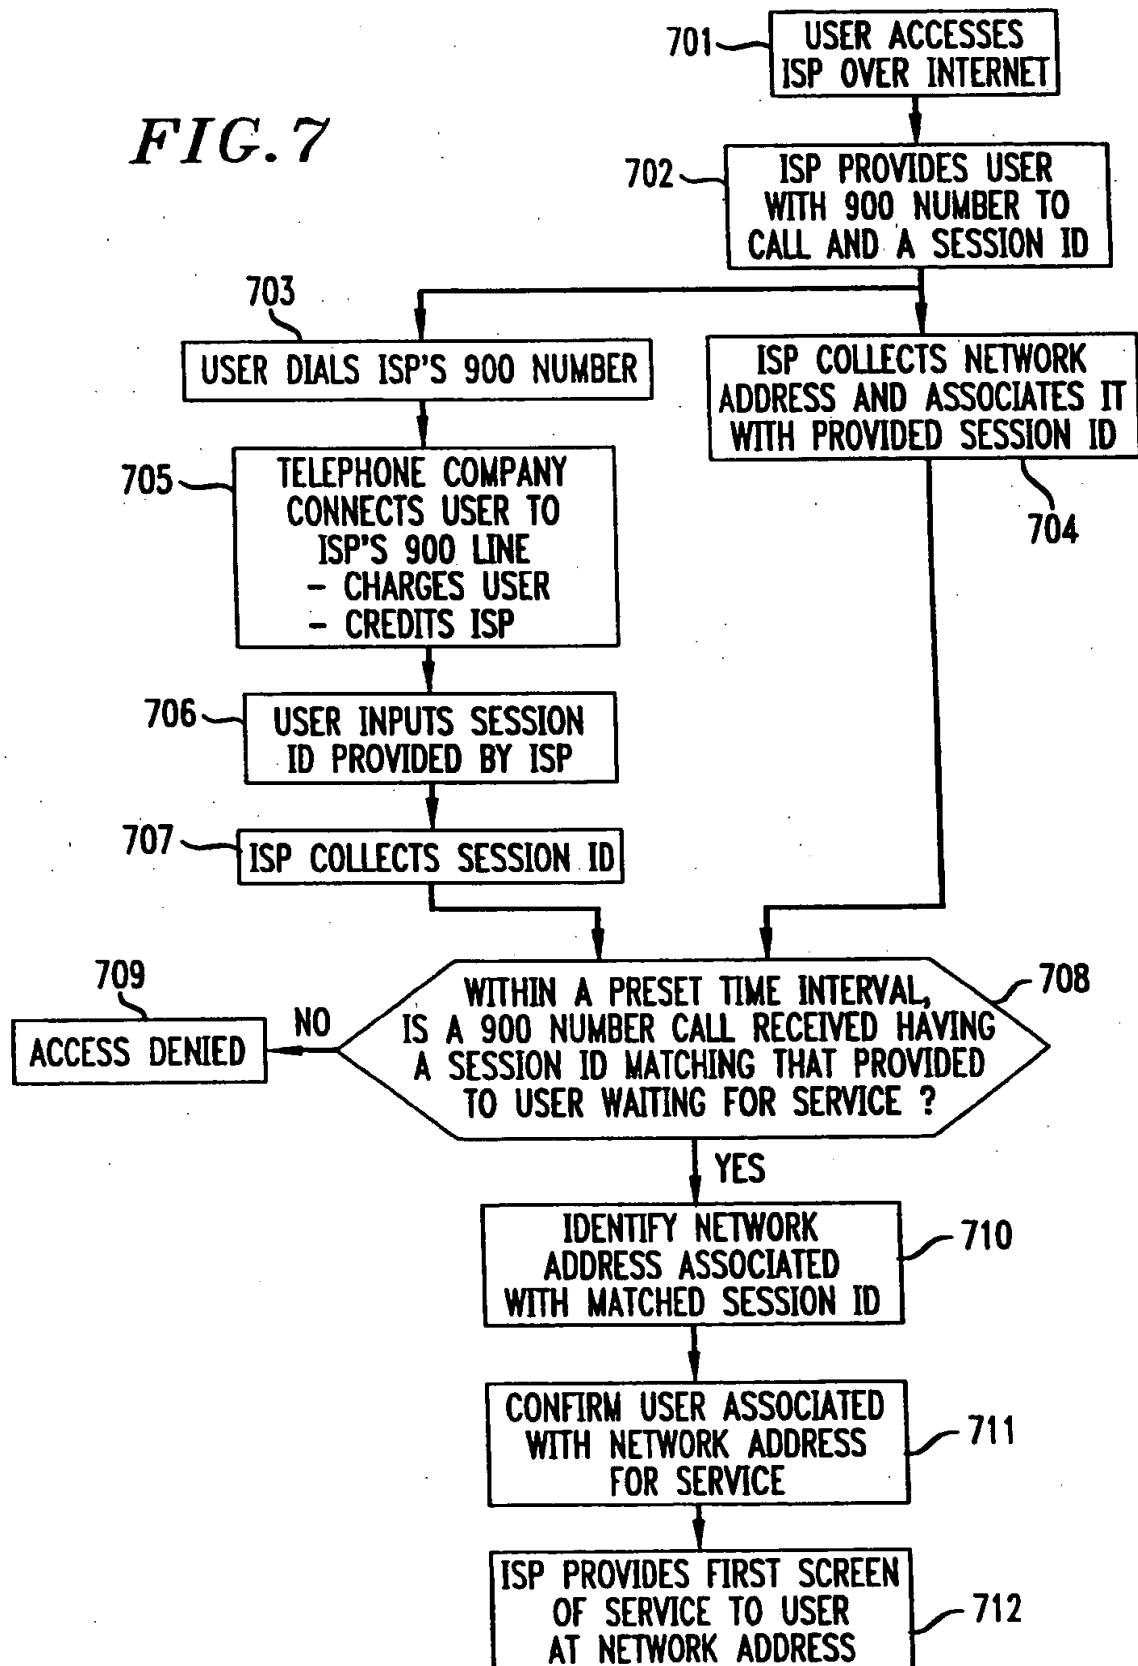 FIG.7
701
USER ACCESSES
ISP OVER INTERNET
702
ISP PROVIDES USER
WITH 900 NUMBER TO
CALL AND A SESSION ID
703
USER DIALS ISP'S 900 NUMBER
ISP COLLECTS NETWORK
ADDRESS AND ASSOCIATES IT
WITH PROVIDED SESSION ID
704
705
TELEPHONE COMPANY
CONNECTS USER TO
ISP'S 900 LINE
- CHARGES USER
- CREDITS ISP
706
USER INPUTS SESSION
ID PROVIDED BY ISP
707
ISP COLLECTS SESSION ID
708
WITHIN A PRESET TIME INTERVAL,
IS A 900 NUMBER CALL RECEIVED HAVING
A SESSION ID MATCHING THAT PROVIDED
TO USER WAITING FOR SERVICE ?
709
NO
ACCESS DENIED
YES
IDENTIFY NETWORK
ADDRESS ASSOCIATED
WITH MATCHED SESSION ID
710
CONFIRM USER ASSOCIATED
WITH NETWORK ADDRESS
FOR SERVICE
711
ISP PROVIDES FIRST SCREEN
OF SERVICE TO USER
AT NETWORK ADDRESS
712